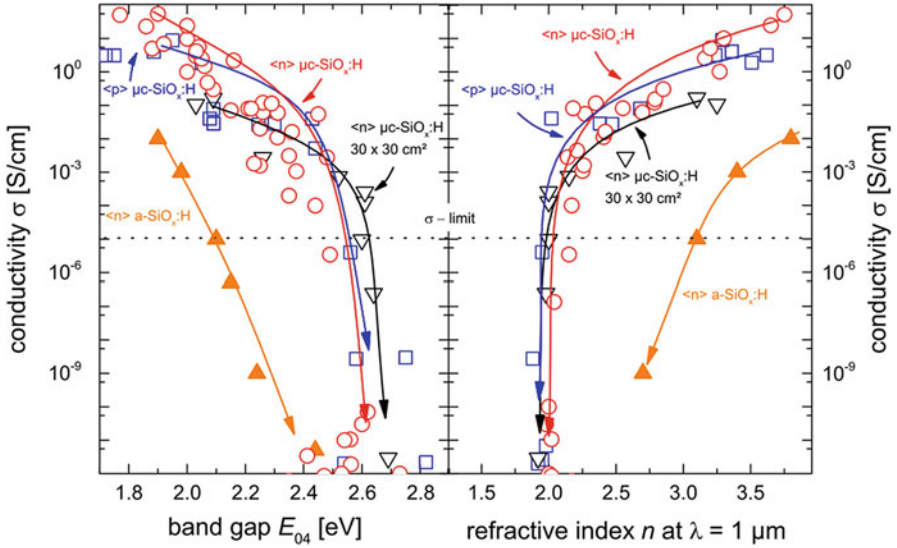 <n> µc-SiOₓ:H
<p> µc-SiOₓ:H
<n> µc-SiOₓ:H
30 x 30 cm²
<n> a-SiOₓ:H
σ – limit
<n> µc-SiOₓ:H
<p> µc-SiOₓ:H
<n> µc-SiOₓ:H
30 x 30 cm²
<n> a-SiOₓ:H
conductivity σ [S/cm]
10⁰
10⁻³
10⁻⁶
10⁻⁹
10⁰
10⁻³
10⁻⁶
10⁻⁹
conductivity σ [S/cm]
1.8 2.0 2.2 2.4 2.6 2.8
1.5 2.0 2.5 3.0 3.5
band gap E₀₄ [eV]
refractive index n at λ = 1 µm